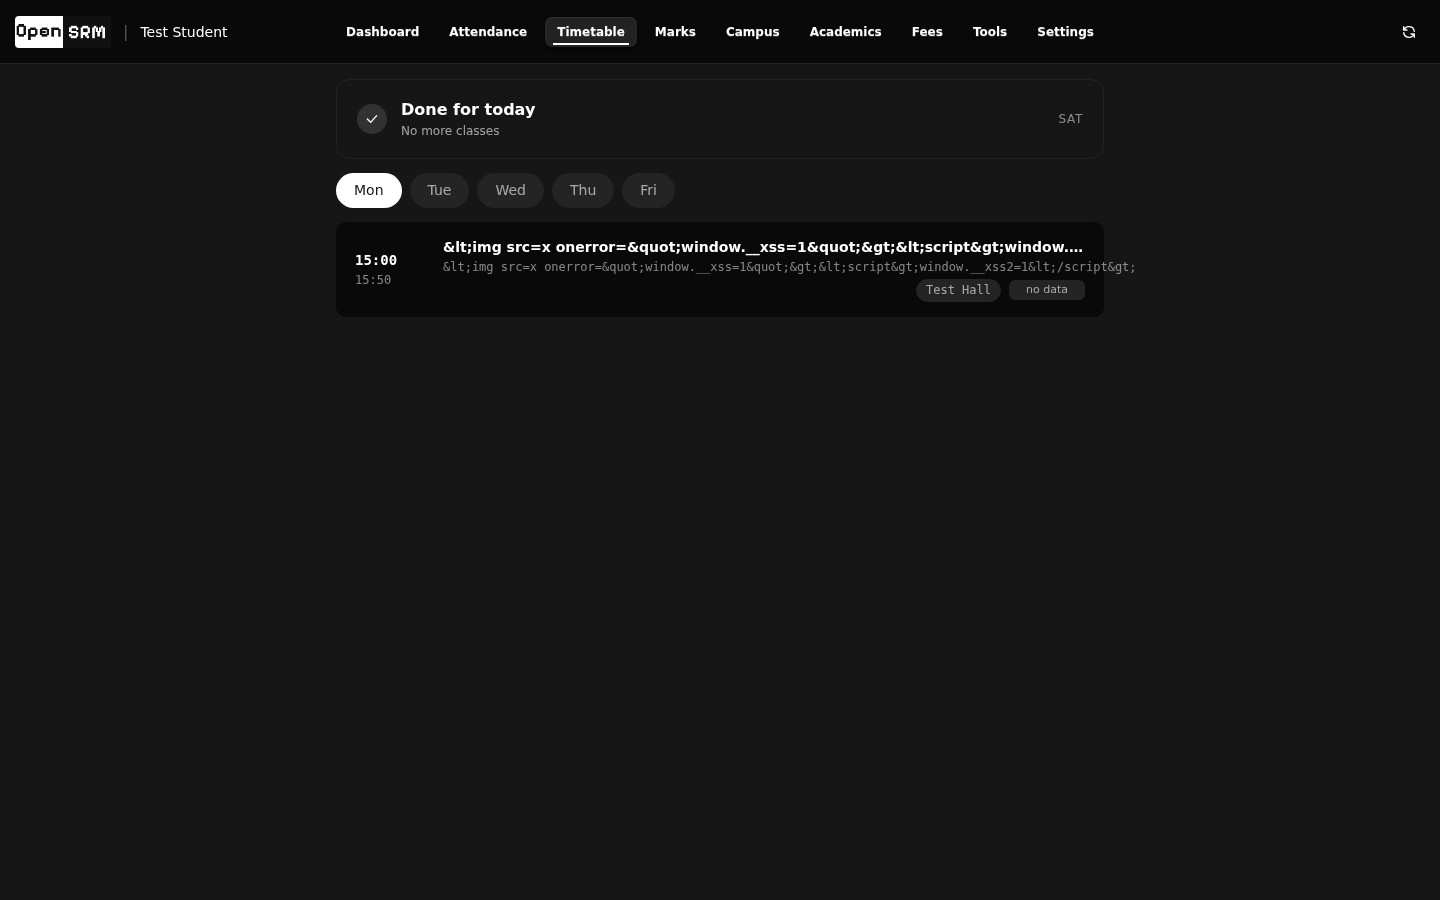 Open SRM | Test Student Dashboard Attendance Timetable Marks Campus Academics Fees Tools Settings
Done for today
No more classes
SAT
Mon Tue Wed Thu Fri
&lt;img src=x onerror=&quot;window.__xss=1&quot;&gt;&lt;script&gt;window....
15:00
&lt;img src=x onerror=&quot;window.__xss=1&quot;&gt;&lt;script&gt;window.__xss2=1&lt;/script&gt;
15:50
Test Hall no data